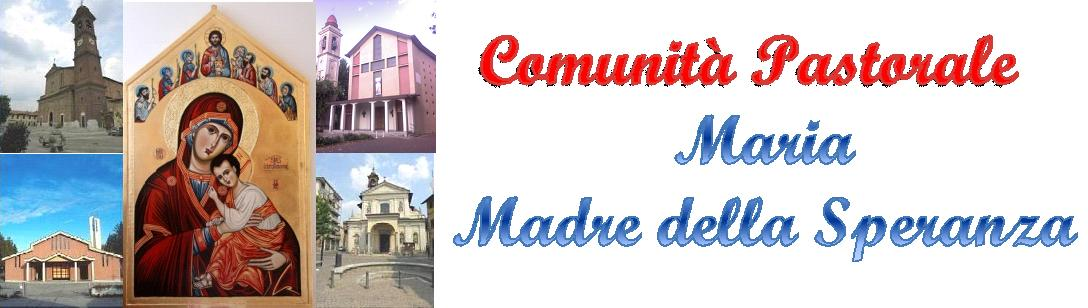 Comunità Pastorale
Maria
Madre della Speranza